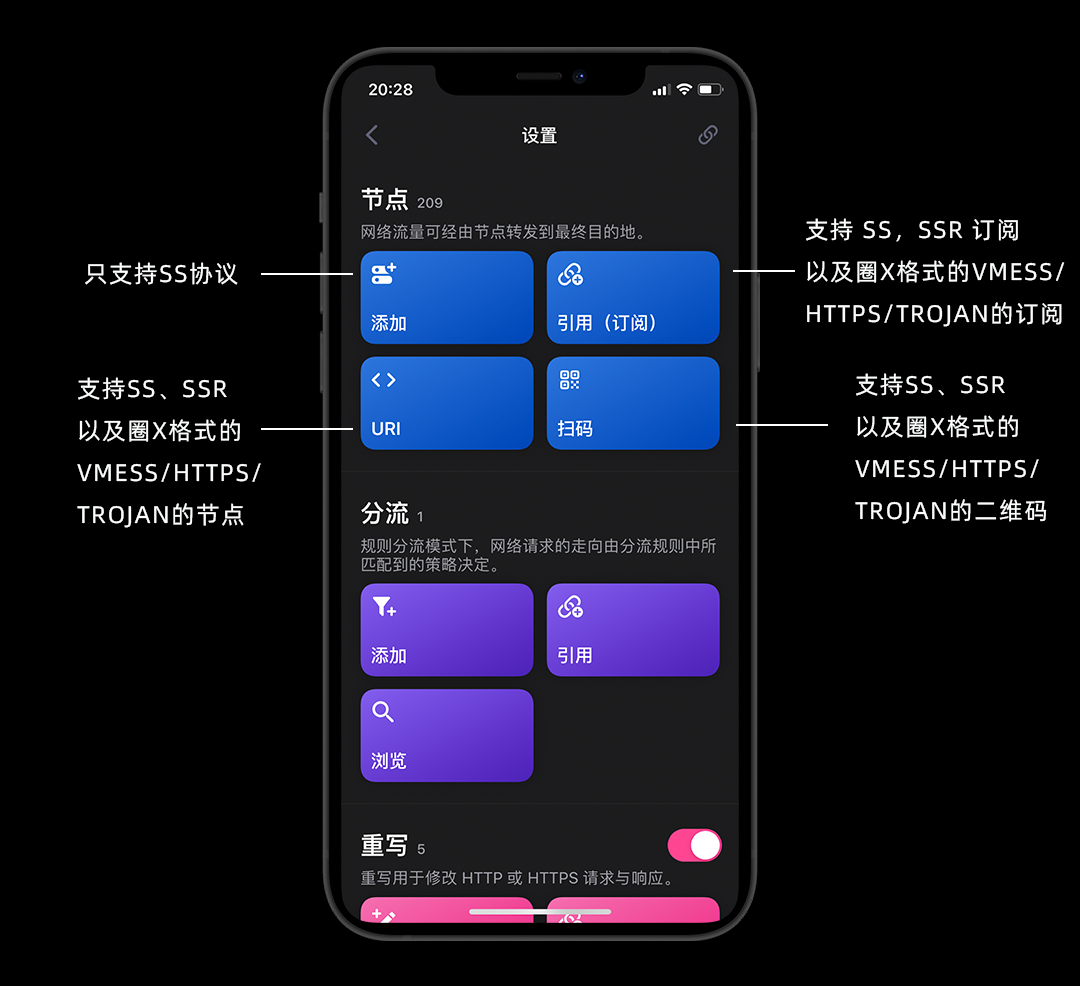 20:28
设置
节点 209
网络流量可经由节点转发到最终目的地。
只支持SS协议
添加
引用（订阅）
支持 SS，SSR 订阅
以及圈X格式的VMESS/
HTTPS/TROJAN的订阅
支持SS、SSR
以及圈X格式的
VMESS/HTTPS/
TROJAN的节点
URI
扫码
支持SS、SSR
以及圈X格式的
VMESS/HTTPS/
TROJAN的二维码
分流 1
规则分流模式下，网络请求的走向由分流规则中所
匹配到的策略决定。
添加
引用
浏览
重写 5
重写用于修改 HTTP 或 HTTPS 请求与响应。